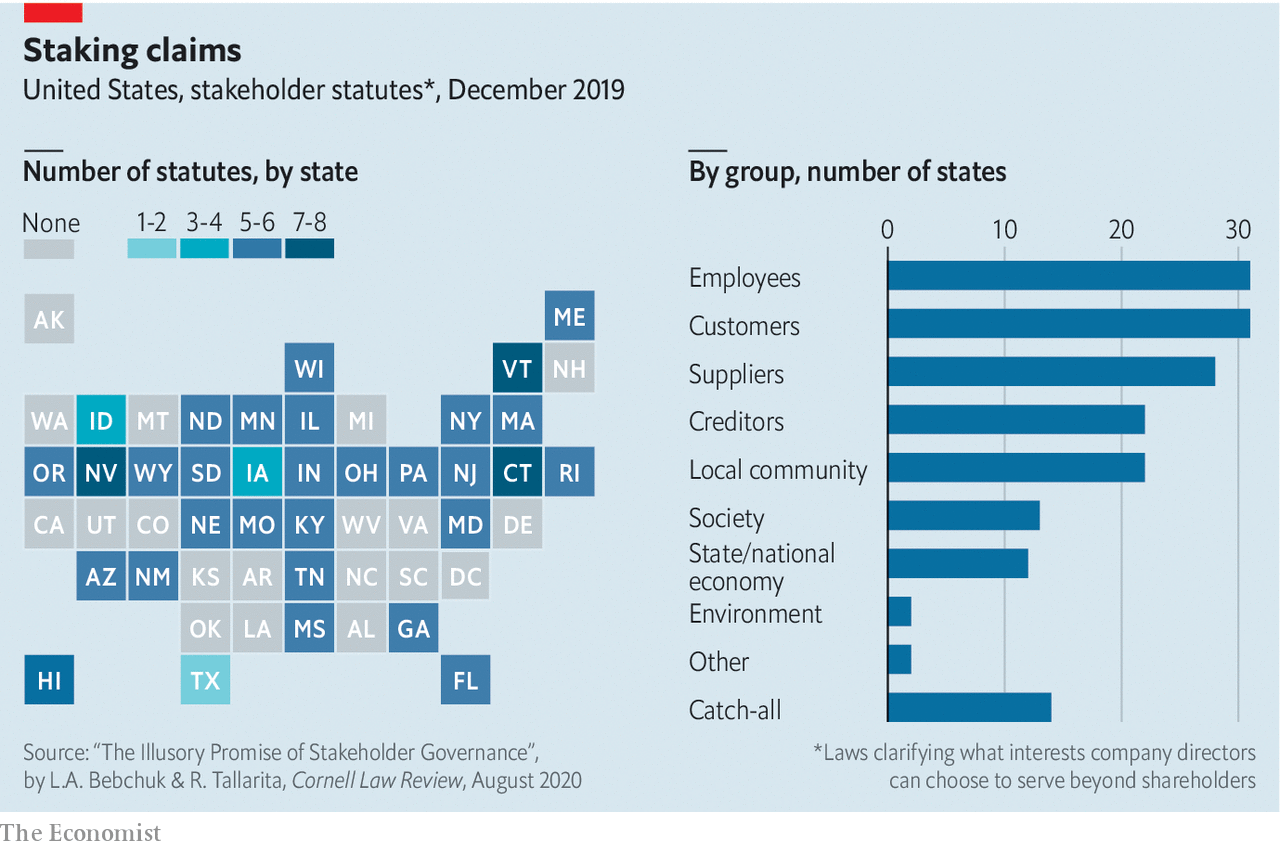 Staking claims
United States, stakeholder statutes*, December 2019
Number of statutes, by state
None 1-2 3-4 5-6 7-8
AK ME
WI VT NH
WA ID MT ND MN IL MI NY MA
OR NV WY SD IA IN OH PA NJ CT RI
CA UT CO NE MO KY WV VA MD DE
AZ NM KS AR TN NC SC DC
OK LA MS AL GA
HI TX FL
By group, number of states
0 10 20 30
Employees
Customers
Suppliers
Creditors
Local community
Society
State/national
economy
Environment
Other
Catch-all
Source: “The Illusory Promise of Stakeholder Governance”,
by L.A. Bebchuk & R. Tallarita, Cornell Law Review, August 2020
*Laws clarifying what interests company directors
can choose to serve beyond shareholders
The Economist